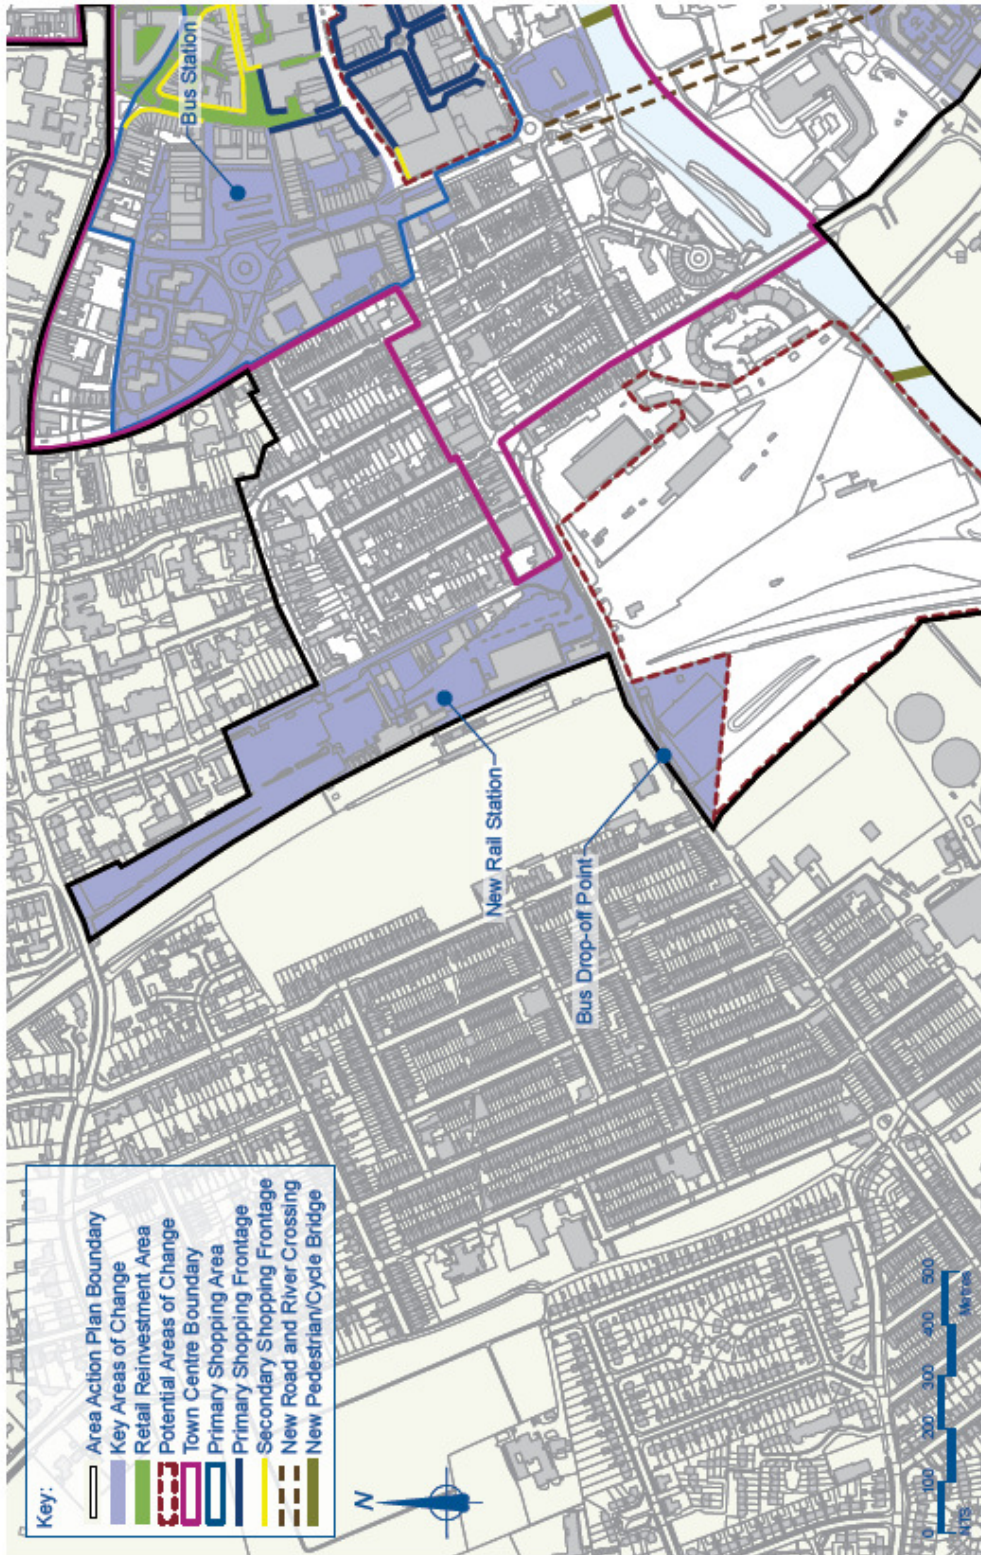 Key:
Area Action Plan Boundary
Key Areas of Change
Retail Reinvestment Area
Potential Areas of Change
Town Centre Boundary
Primary Shopping Area
Primary Shopping Frontage
Secondary Shopping Frontage
New Road and River Crossing
New Pedestrian/Cycle Bridge
N
0 100 200 300 400 500
NTS Metres
Bus Drop-off Point
New Rail Station
Bus Station